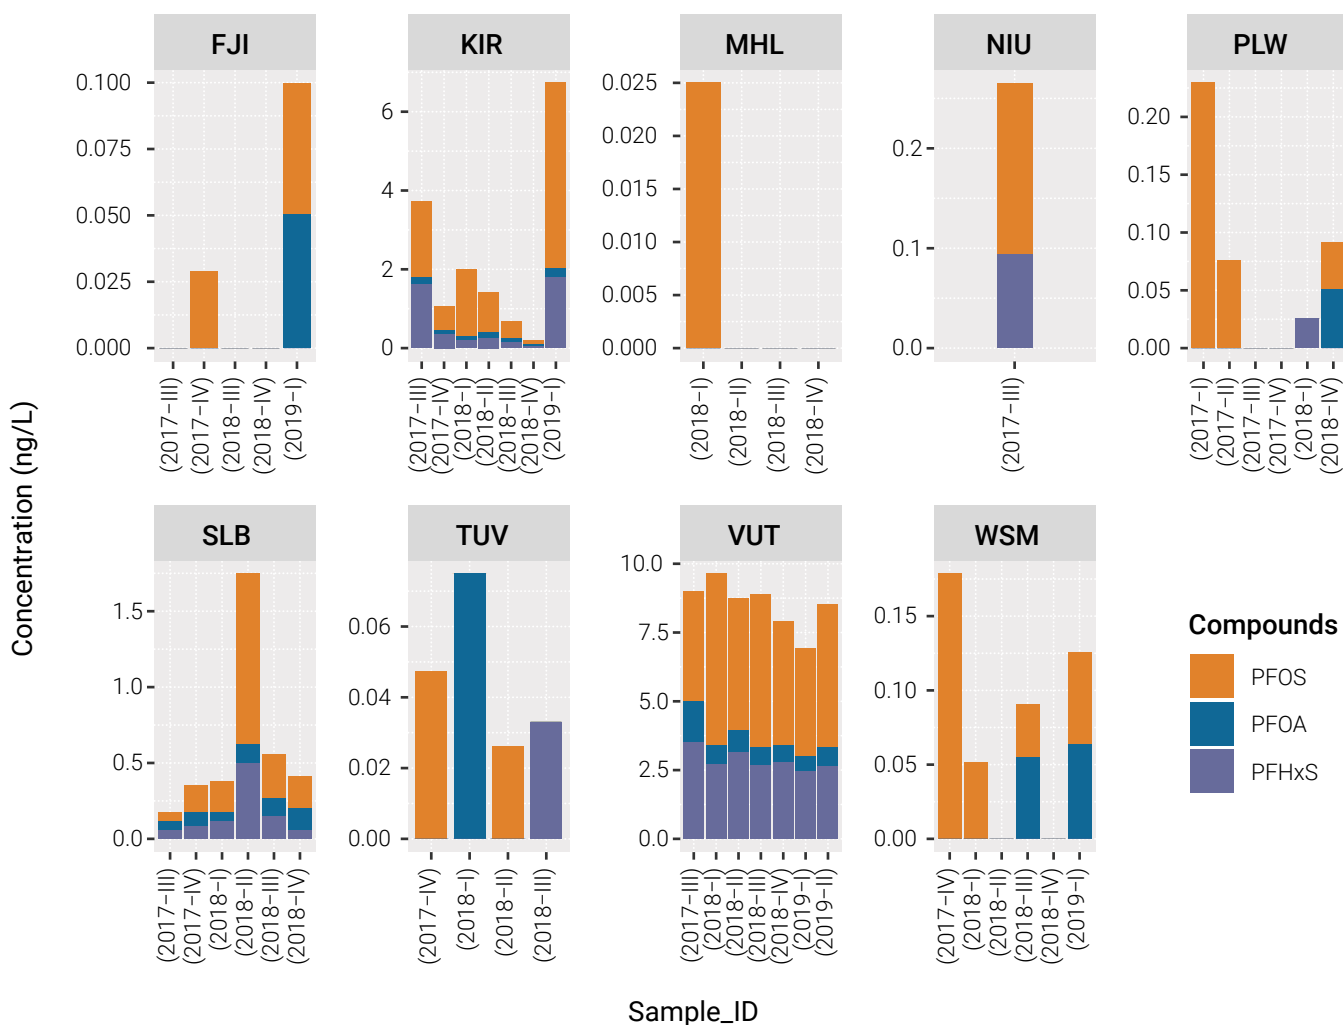 FJI KIR MHL NIU PLW
0.100 0.075 0.050 0.025 0.000
6 4 2 0
0.025 0.020 0.015 0.010 0.005 0.000
0.2 0.1 0.0
0.20 0.15 0.10 0.05 0.00
(2017-III) (2017-IV) (2018-III) (2018-IV) (2019-I)
(2017-III) (2017-IV) (2018-I) (2018-II) (2018-III) (2018-IV) (2019-I)
(2018-I) (2018-II) (2018-III) (2018-IV)
(2017-III)
(2017-I) (2017-II) (2017-III) (2017-IV) (2018-I) (2018-IV)
Concentration (ng/L)
SLB TUV VUT WSM
1.5 1.0 0.5 0.0
0.06 0.04 0.02 0.00
10.0 7.5 5.0 2.5 0.0
0.15 0.10 0.05 0.00
(2017-III) (2017-IV) (2018-I) (2018-II) (2018-III) (2018-IV)
(2017-IV) (2018-I) (2018-II) (2018-III)
(2017-III) (2018-I) (2018-II) (2018-III) (2018-IV) (2019-I) (2019-II)
(2017-IV) (2018-I) (2018-II) (2018-III) (2018-IV) (2019-I)
Compounds
PFOS
PFOA
PFHxS
Sample_ID